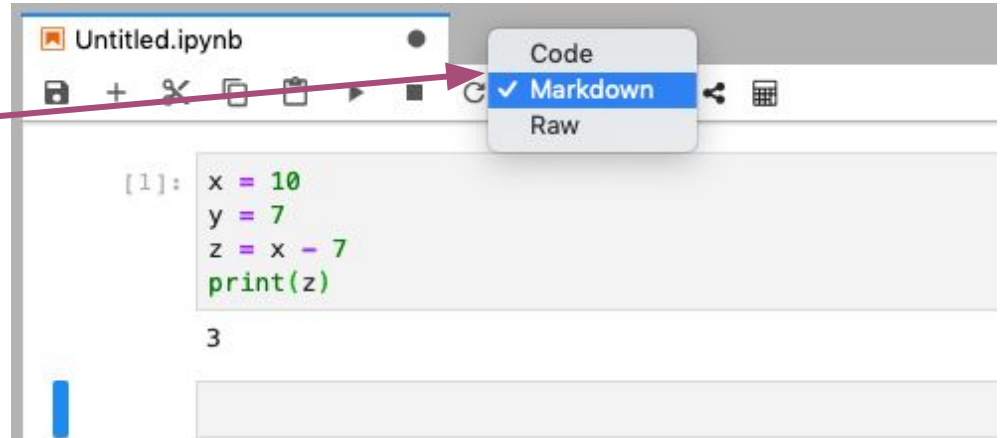 Untitled.ipynb
Code
✓ Markdown
Raw
[1]: x = 10
y = 7
z = x - 7
print(z)
3